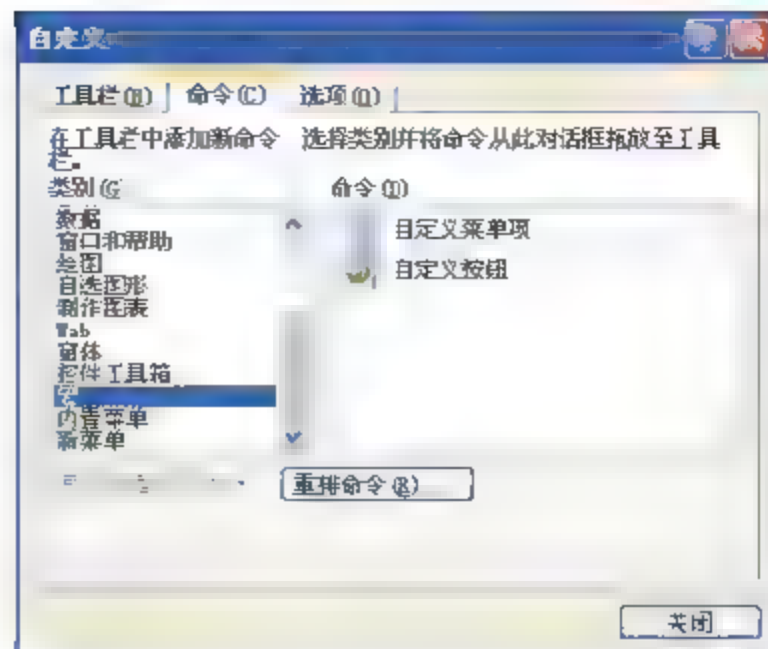 自定义
工具栏(B) 命令(C) 选项(O)
在工具栏中添加新命令 选择类别并将命令从此对话框拖放至工具
栏。
类别(G 命令(D)
数据
窗口和帮助
绘图
自选图形
制作图表
Web
窗体
控件工具箱
内置菜单
新菜单
自定义菜单项
自定义按钮
重排命令(R)
关闭